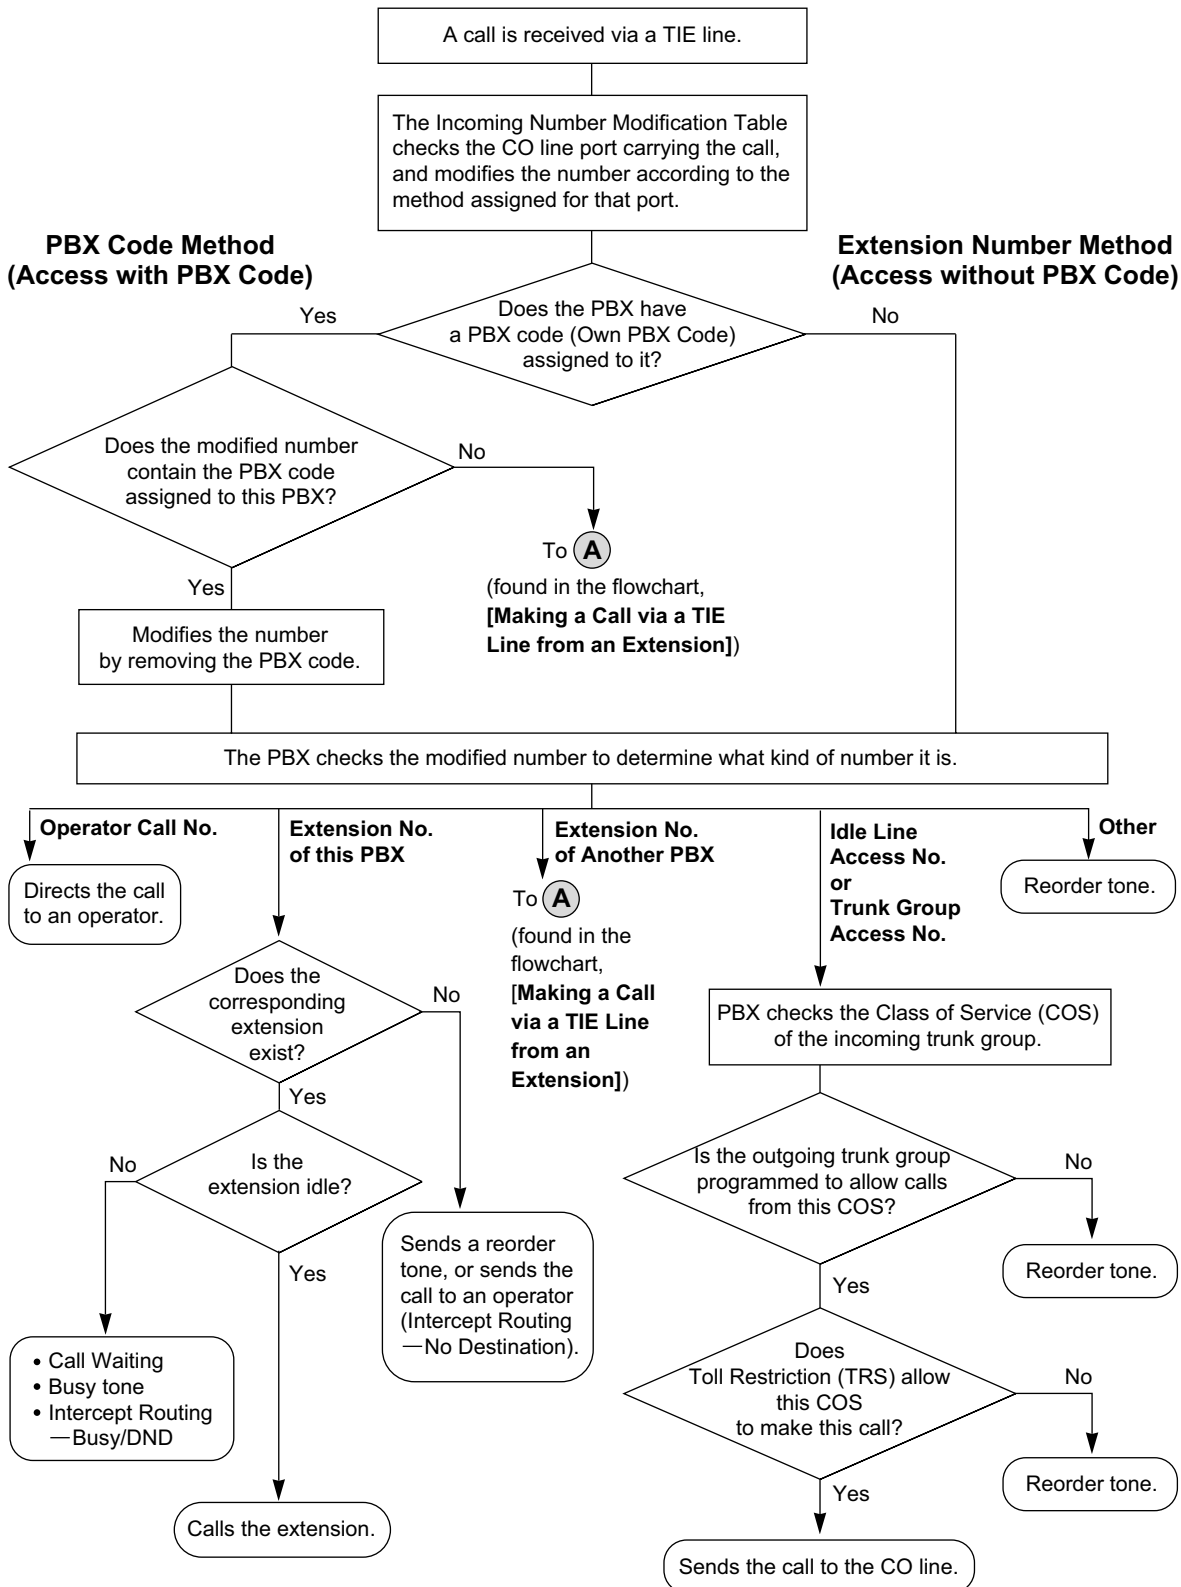 A call is received via a TIE line.
The Incoming Number Modification Table
checks the CO line port carrying the call,
and modifies the number according to the
method assigned for that port.
PBX Code Method
(Access with PBX Code)
Extension Number Method
(Access without PBX Code)
Does the PBX have
a PBX code (Own PBX Code)
assigned to it?
Yes
No
Does the modified number
contain the PBX code
assigned to this PBX?
No
To A
(found in the flowchart,
[Making a Call via a TIE
Line from an Extension])
Yes
Modifies the number
by removing the PBX code.
The PBX checks the modified number to determine what kind of number it is.
Operator Call No.
Directs the call
to an operator.
Extension No.
of this PBX
Extension No.
of Another PBX
To A
(found in the
flowchart,
[Making a Call
via a TIE Line
from an
Extension])
Idle Line
Access No.
or
Trunk Group
Access No.
Other
Reorder tone.
Does the
corresponding
extension
exist?
No
Yes
Is the
extension idle?
No
Yes
Sends a reorder
tone, or sends the
call to an operator
(Intercept Routing
—No Destination).
• Call Waiting
• Busy tone
• Intercept Routing
—Busy/DND
Calls the extension.
PBX checks the Class of Service (COS)
of the incoming trunk group.
Is the outgoing trunk group
programmed to allow calls
from this COS?
No
Reorder tone.
Yes
Does
Toll Restriction (TRS) allow
this COS
to make this call?
No
Reorder tone.
Yes
Sends the call to the CO line.